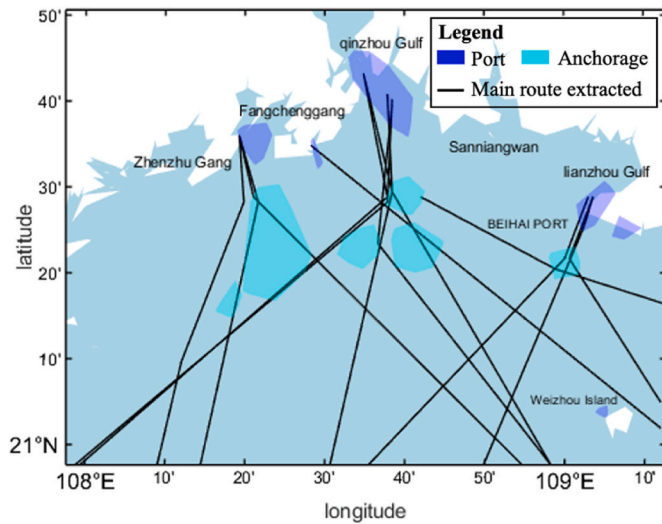 50'
qinzhou Gulf
Legend
Port
Anchorage
Main route extracted
40'
Fangchenggang
Zhenzhu Gang
Sanniangwan
lianzhou Gulf
30'
BEIHAI PORT
latitude
20'
10'
Weizhou Island
21°N
108°E
10'
20'
30'
40'
50'
109°E
10'
longitude